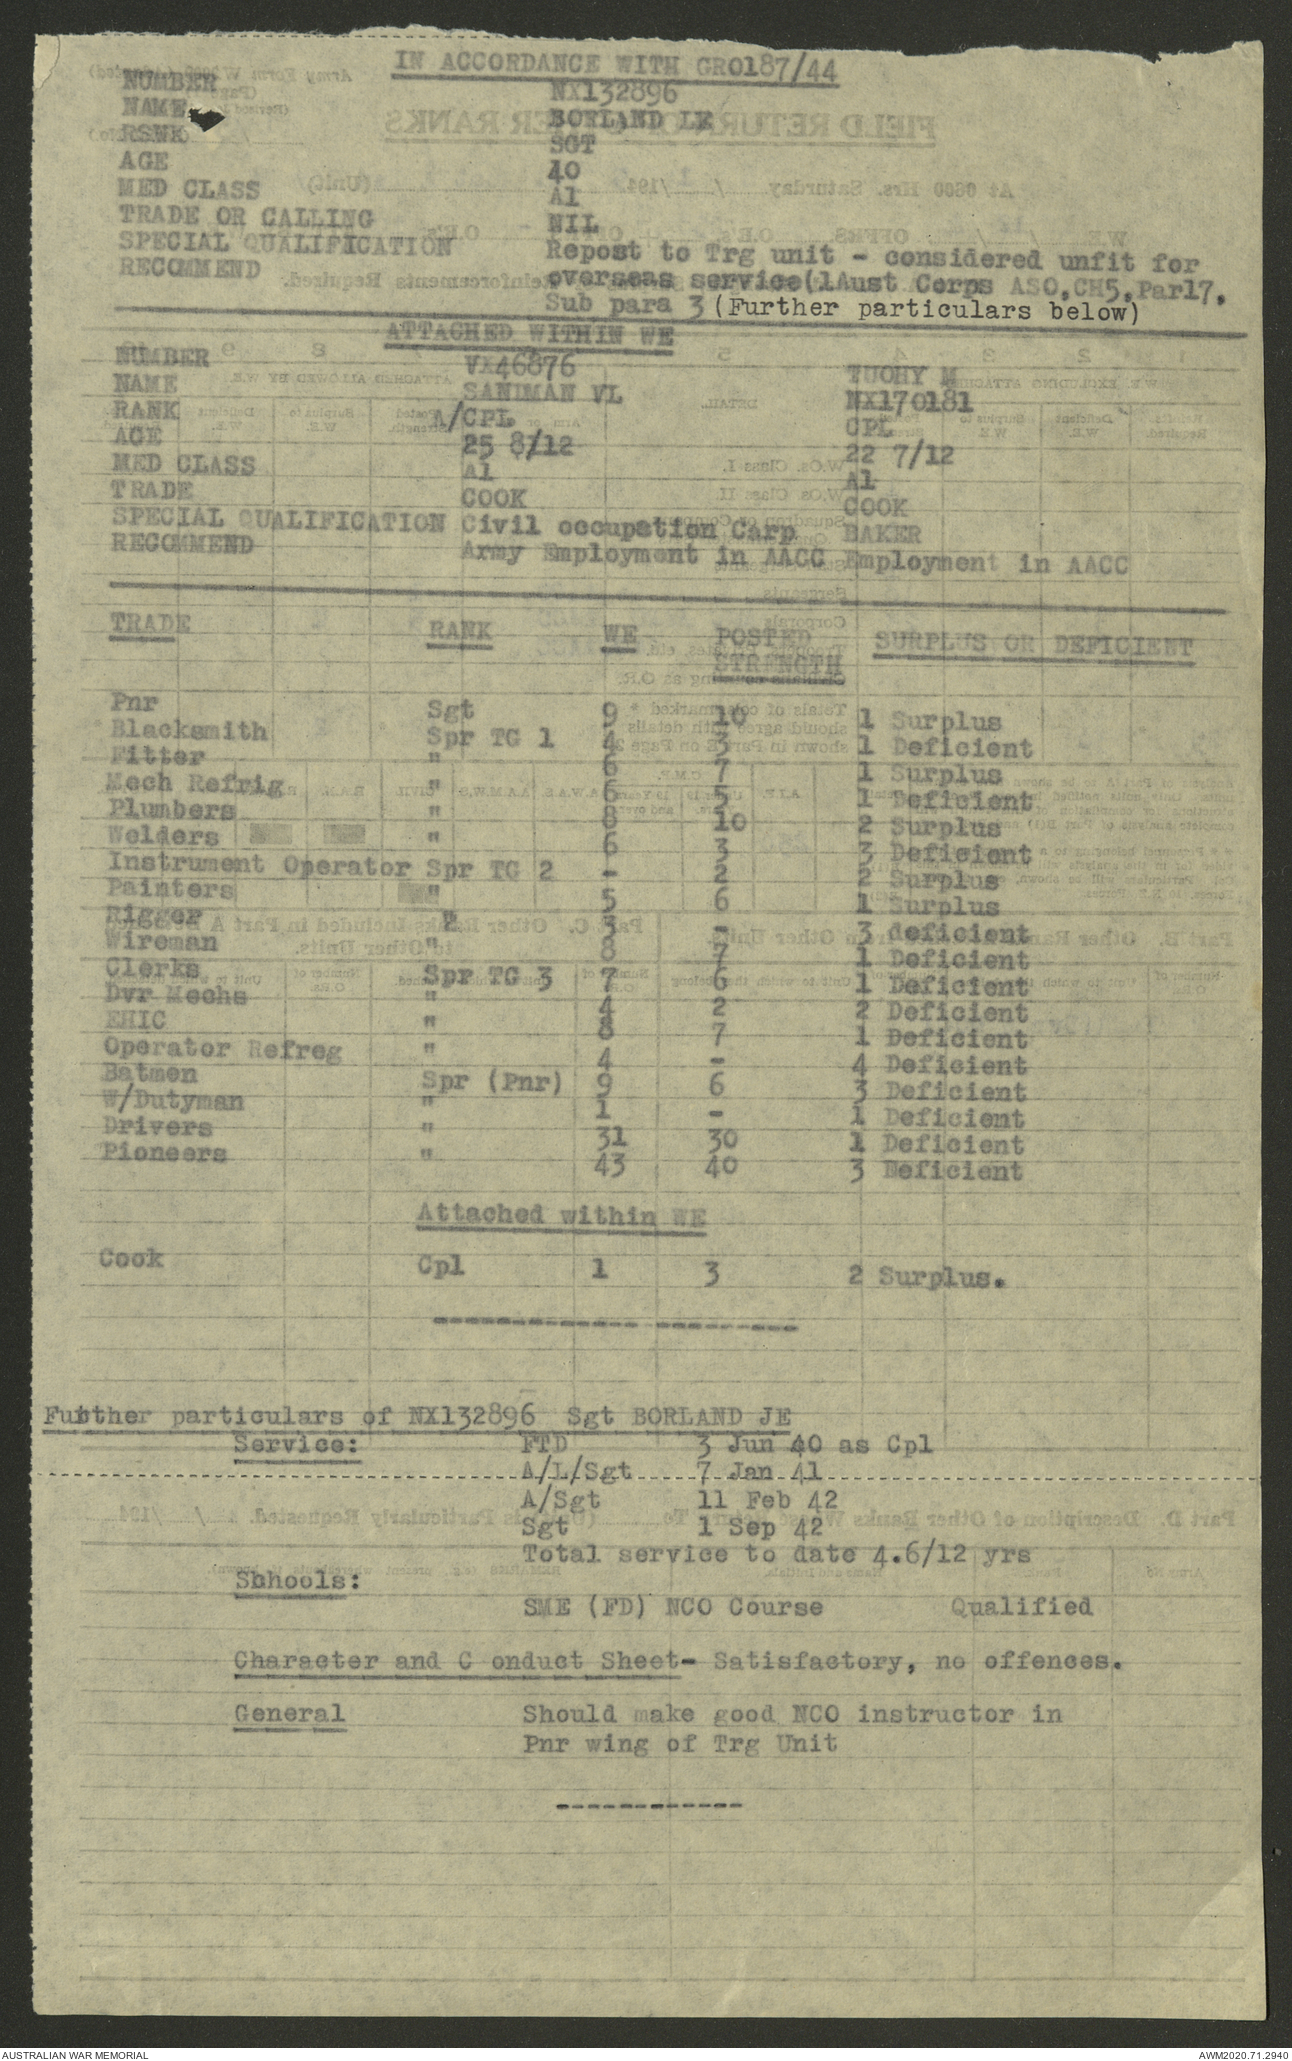 IN ACCORDANCE WITH GRO187/44
NUMBER NX132896
NAME BORLAND LE
RSNK SGT
AGE 40
MED CLASS A1
TRADE OR CALLING NIL
SPECIAL QUALIFICATION Repost to Trg unit - considered unfit for
RECOMMEND overseas service(1Aust Corps ASO,CH5,Par17,
Sub para 3 (Further particulars below)
ATTACHED WITHIN WE
NUMBER VX46876 TUOHY M
NAME SANDMAN VL NX170181
RANK A/CPL CPL
AGE 25 8/12 22 7/12
MED CLASS A1 A1
TRADE COOK COOK
SPECIAL QUALIFICATION Civil occupation Carp BAKER
RECOMMEND Army Employment in AACC Employment in AACC
TRADE RANK WE POSTED STRENGTH SURPLUS OR DEFICIENT
Pnr Sgt 9 10 1 Surplus
Blacksmith Spr TG 1 4 3 1 Deficient
Fitter " 6 7 1 Surplus
Mech Refrig " 6 5 1 Deficient
Plumbers " 8 10 2 Surplus
Welders " 6 3 3 Deficient
Instrument Operator Spr TG 2 - 2 2 Surplus
Painters " 5 6 1 Surplus
Rigger " 3 - 3 deficient
Wireman " 8 7 1 Deficient
Clerks Spr TG 3 7 6 1 Deficient
Dvr Mechs " 4 2 2 Deficient
EHIC " 8 7 1 Deficient
Operator Refreg " 4 - 4 Deficient
Batmen Spr (Pnr) 9 6 3 Deficient
W/Dutyman " 1 - 1 Deficient
Drivers " 31 30 1 Deficient
Pioneers " 43 40 3 Deficient
Attached within WE
Cook Cpl 1 3 2 Surplus.
Further particulars of NX132896 Sgt BORLAND JE
Service: FTD 3 Jun 40 as Cpl
A/L/Sgt 7 Jan 41
A/Sgt 11 Feb 42
Sgt 1 Sep 42
Total service to date 4.6/12 yrs
Schools:
SME (FD) NCO Course Qualified
Character and C onduct Sheet- Satisfactory, no offences.
General Should make good NCO instructor in
Pnr wing of Trg Unit
AUSTRALIAN WAR MEMORIAL AWM2020.71.2940